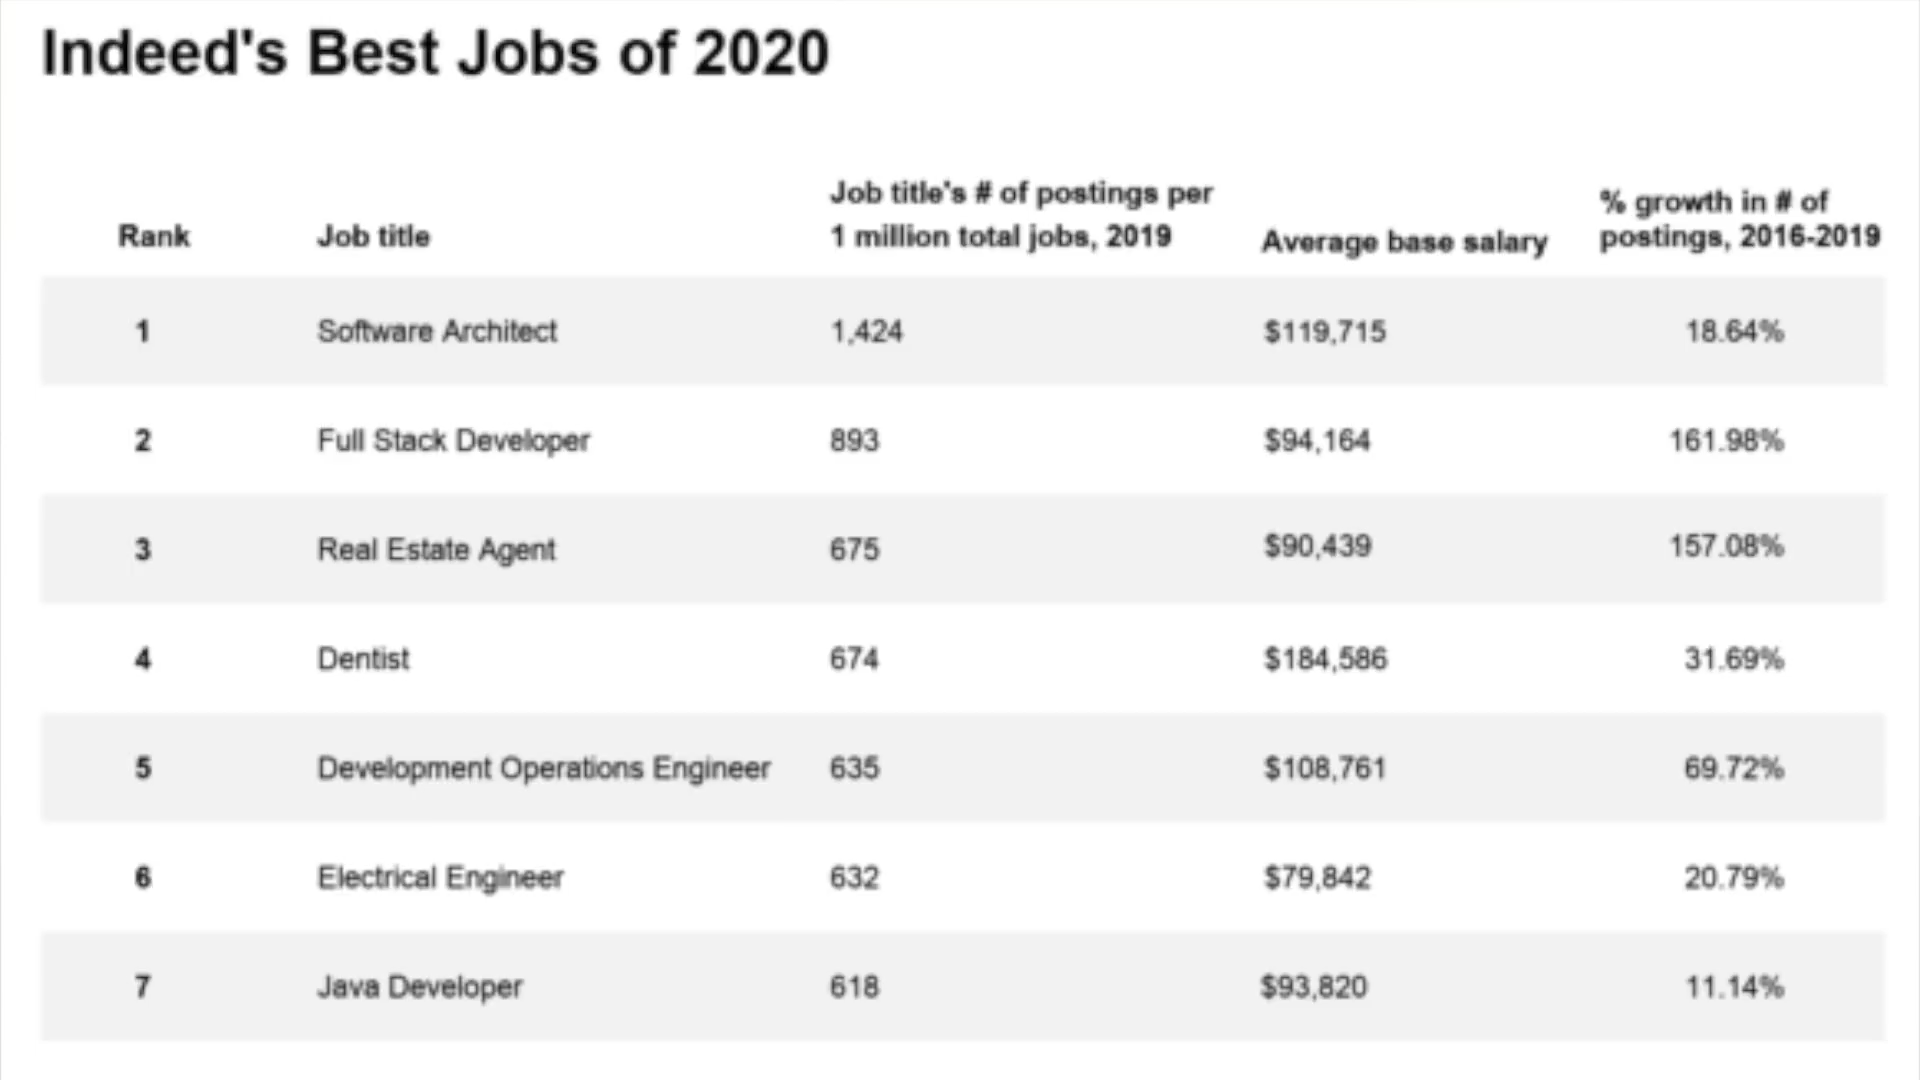 Indeed's Best Jobs of 2020
Rank Job title Job title's # of postings per 1 million total jobs, 2019 Average base salary % growth in # of postings, 2016-2019
1 Software Architect 1,424 $119,715 18.64%
2 Full Stack Developer 893 $94,164 161.98%
3 Real Estate Agent 675 $90,439 157.08%
4 Dentist 674 $184,586 31.69%
5 Development Operations Engineer 635 $108,761 69.72%
6 Electrical Engineer 632 $79,842 20.79%
7 Java Developer 618 $93,820 11.14%